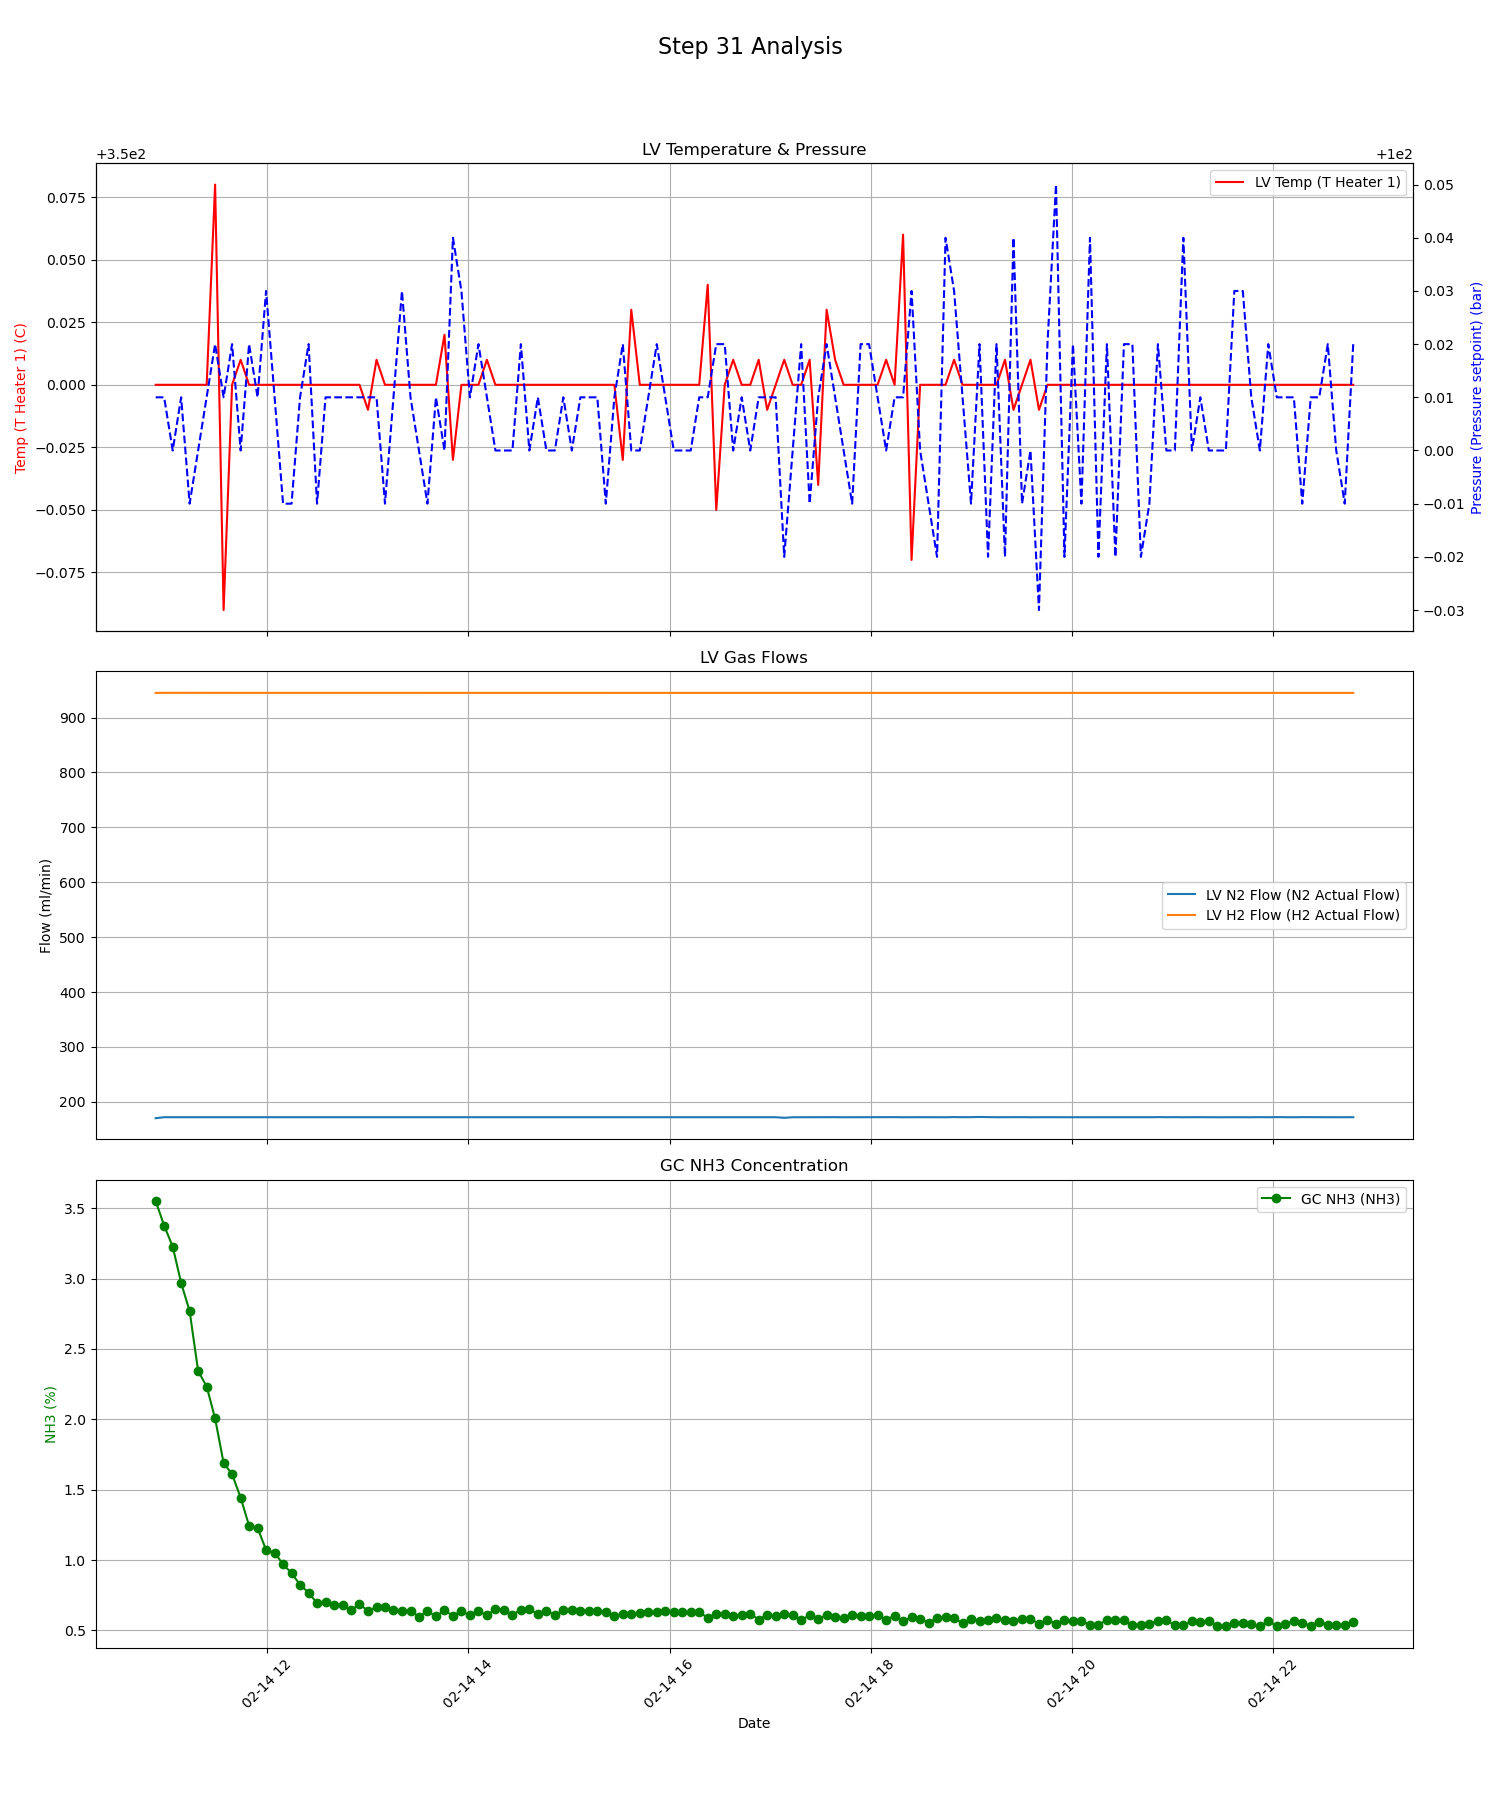 Step 31 Analysis
LV Temperature & Pressure
+3.5e2
+1e2
LV Temp (T Heater 1)
0.075
0.050
0.025
0.000
−0.025
−0.050
−0.075
Temp (T Heater 1) (C)
0.05
0.04
0.03
0.02
0.01
0.00
−0.01
−0.02
−0.03
Pressure (Pressure setpoint) (bar)
LV Gas Flows
900
800
700
600
500
400
300
200
Flow (ml/min)
LV N2 Flow (N2 Actual Flow)
LV H2 Flow (H2 Actual Flow)
GC NH3 Concentration
GC NH3 (NH3)
3.5
3.0
2.5
2.0
1.5
1.0
0.5
NH3 (%)
02-14 12
02-14 14
02-14 16
02-14 18
02-14 20
02-14 22
Date